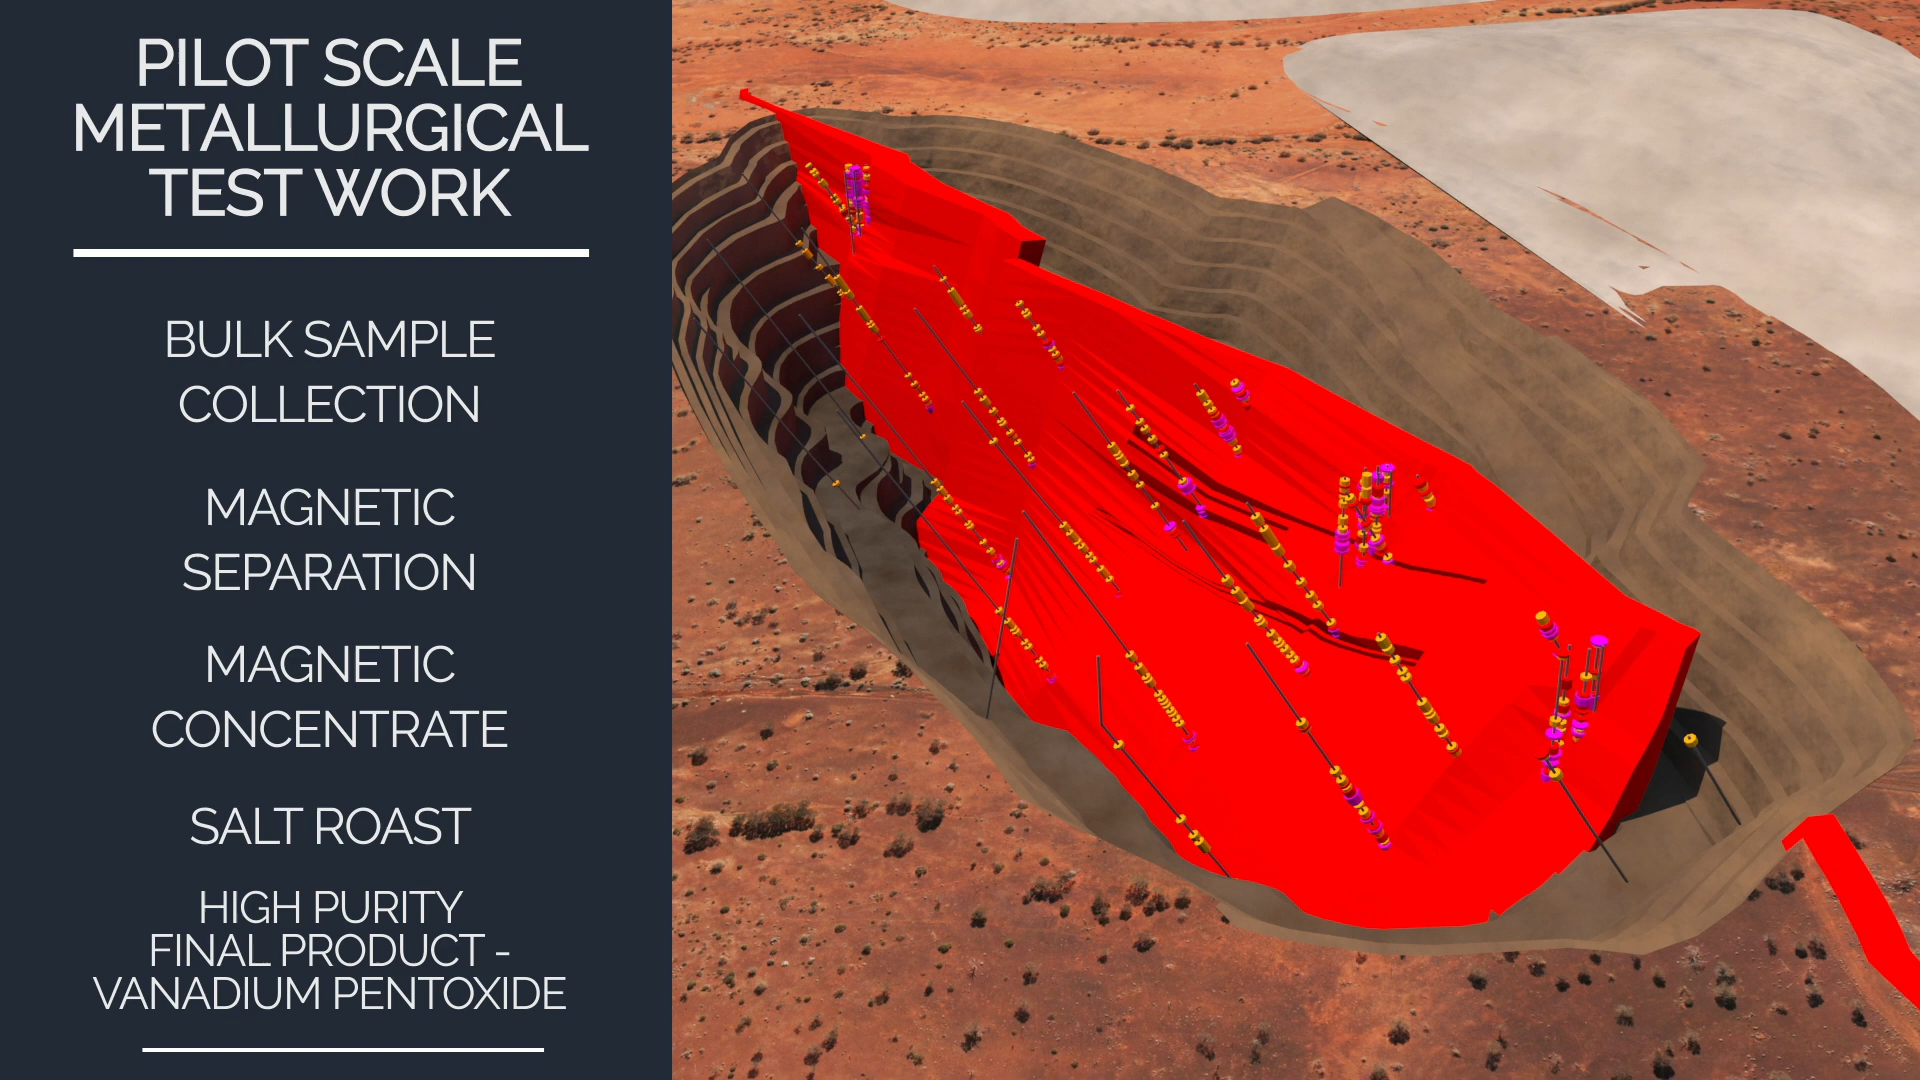 PILOT SCALE
METALLURGICAL
TEST WORK
BULK SAMPLE
COLLECTION
MAGNETIC
SEPARATION
MAGNETIC
CONCENTRATE
SALT ROAST
HIGH PURITY
FINAL PRODUCT -
VANADIUM PENTOXIDE